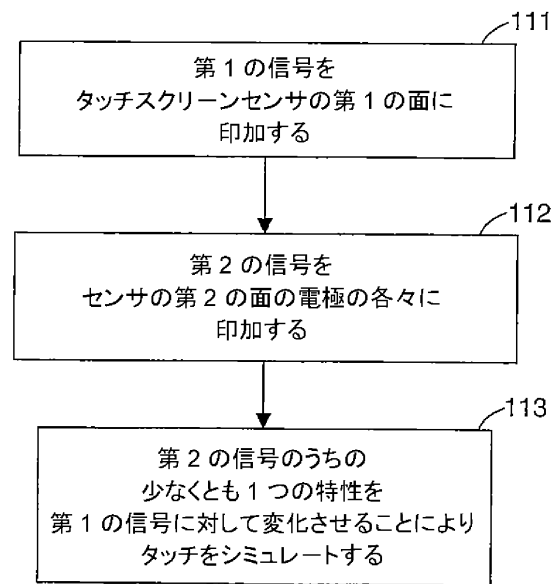 111
第1の信号を
タッチスクリーンセンサの第1の面に
印加する
112
第2の信号を
センサの第2の面の電極の各々に
印加する
113
第2の信号のうちの
少なくとも1つの特性を
第1の信号に対して変化させることにより
タッチをシミュレートする